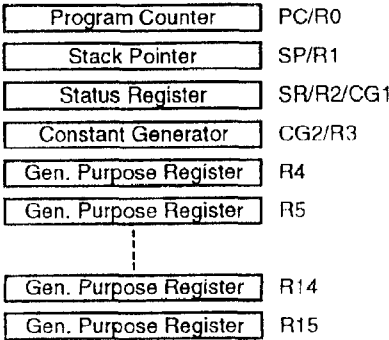 Program Counter PC/R0
Stack Pointer SP/R1
Status Register SR/R2/CG1
Constant Generator CG2/R3
Gen. Purpose Register R4
Gen. Purpose Register R5
Gen. Purpose Register R14
Gen. Purpose Register R15